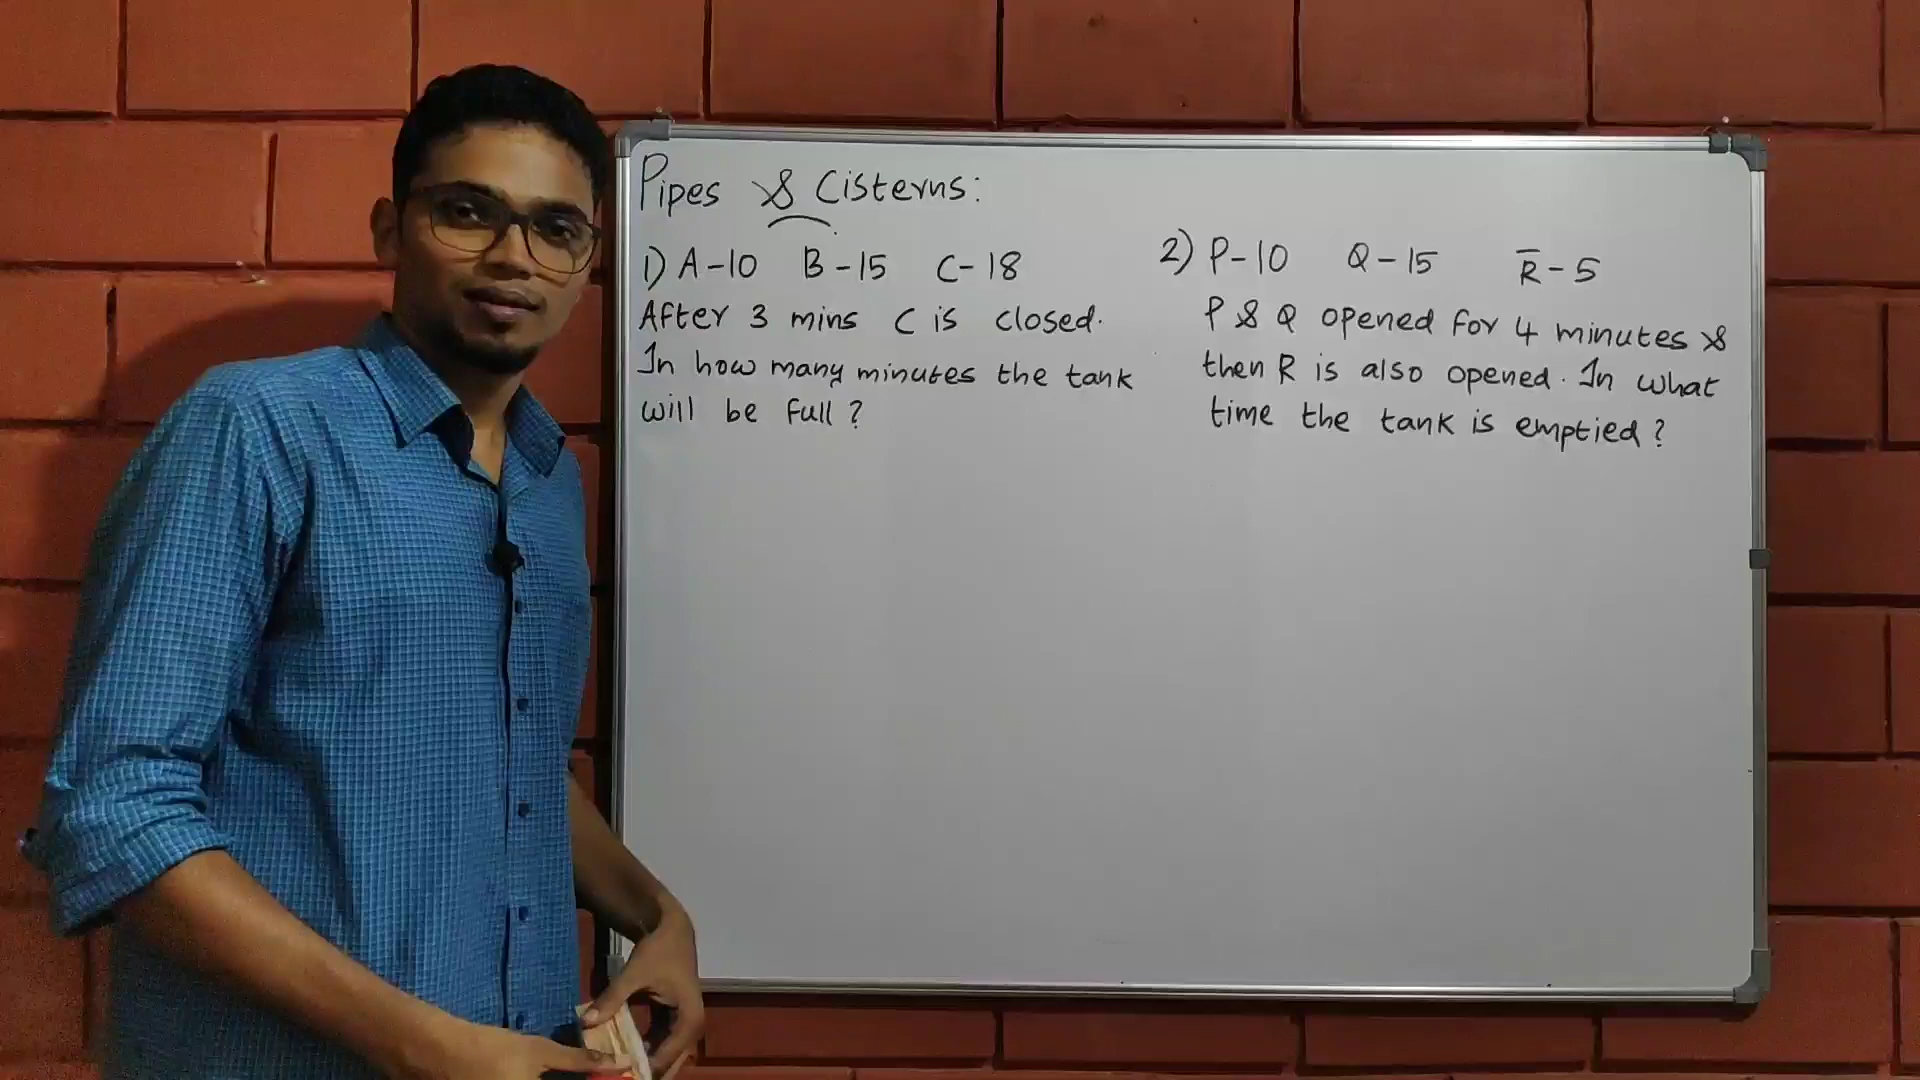 Pipes & Cisterns:
1) A-10 B-15 C-18
After 3 mins C is closed.
In how many minutes the tank
will be full?
2) P-10 Q-15 R̅-5
P & Q opened for 4 minutes &
then R is also opened. In what
time the tank is emptied?